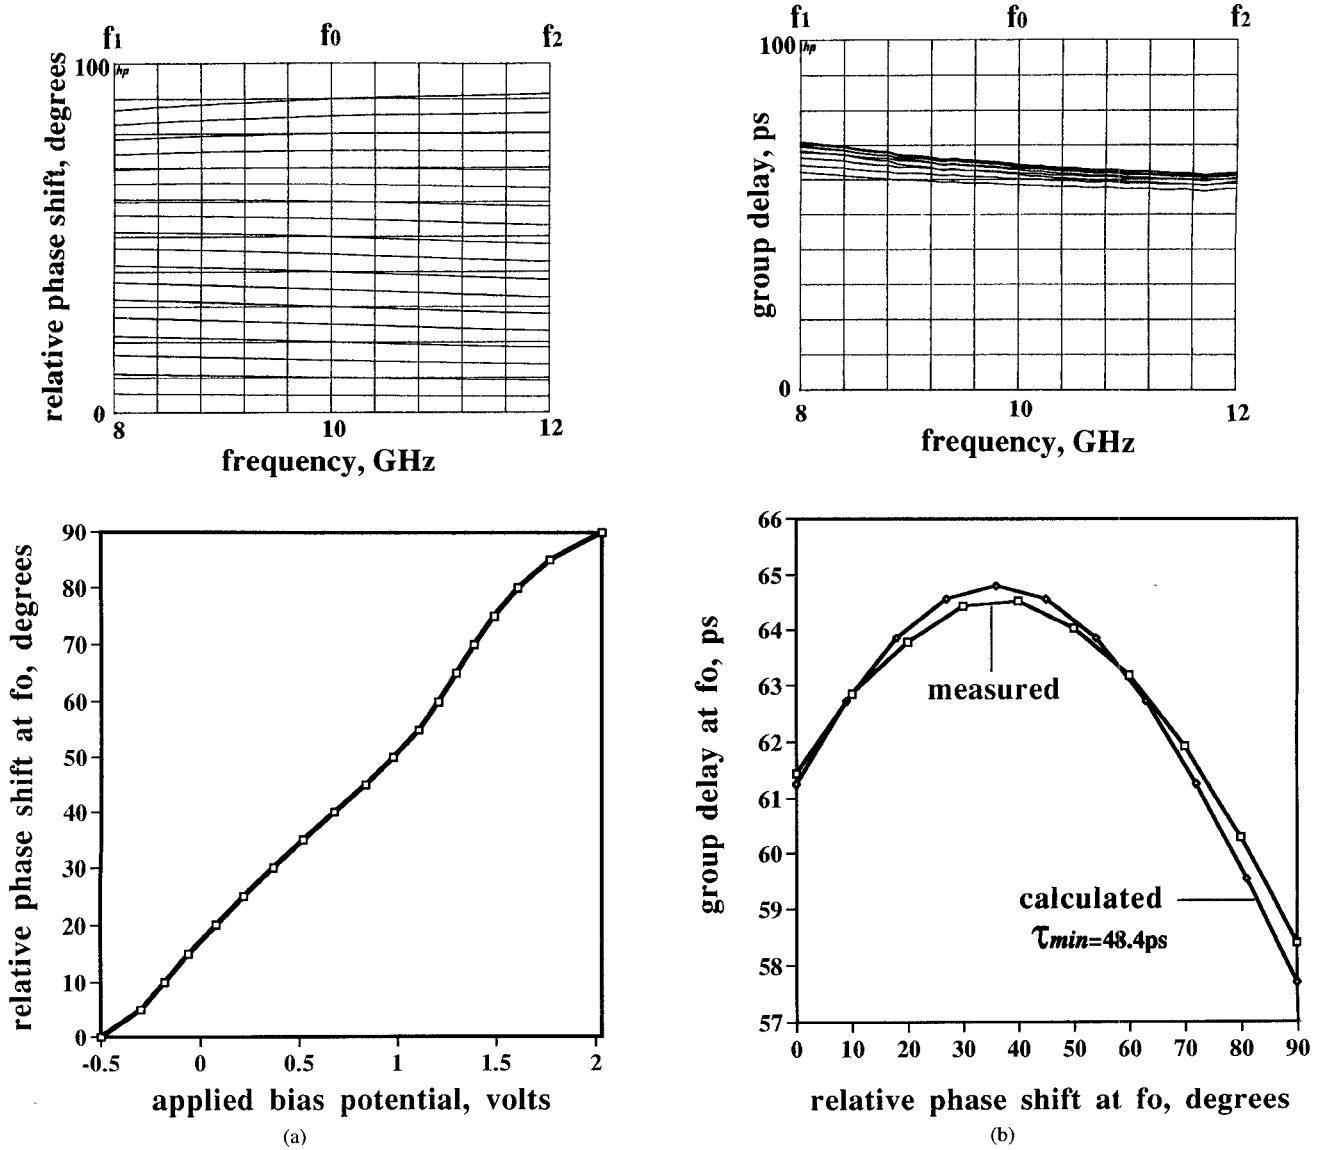 f1 f0 f2
100 hp
relative phase shift, degrees
0
8 10 12
frequency, GHz
f1 f0 f2
100 hp
group delay, ps
0
8 10 12
frequency, GHz
90
80
70
60
50
40
30
20
10
0
relative phase shift at fo, degrees
-0.5 0 0.5 1 1.5 2
applied bias potential, volts
(a)
66
65
64
63
62
61
60
59
58
57
group delay at fo, ps
measured
calculated
τmin=48.4ps
0 10 20 30 40 50 60 70 80 90
relative phase shift at fo, degrees
(b)